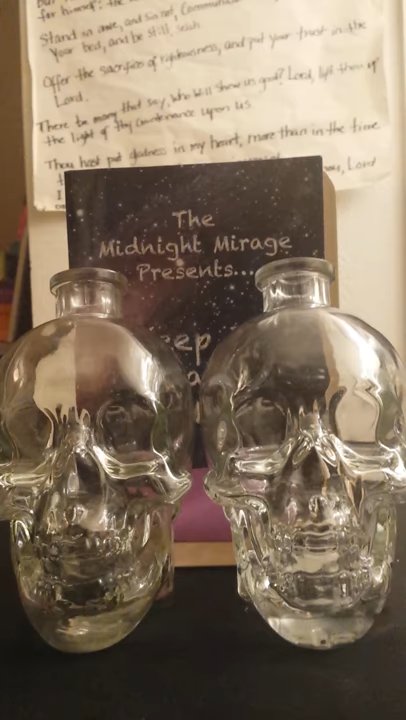 for himself: the
Stand in awe, and sin not, Commune
Your bed, and be still. Selah
Offer the sacrifices of righteousness, and put your trust in the
Lord.
There be many that say, who will show us good? Lord, lift thou up
the light of thy countenance upon us
Thou hast put gladness in my heart, more than in the time
Lord
The
Midnight Mirage
Presents...
eep